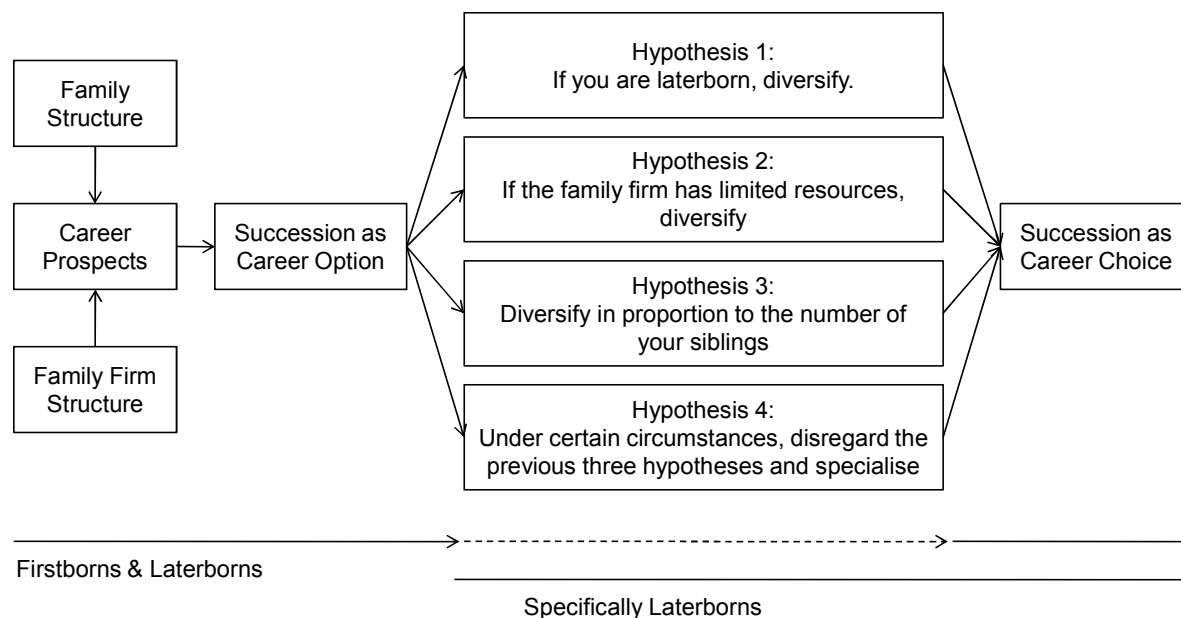 Family
Structure
Career
Prospects
Family Firm
Structure
Succession as
Career Option
Hypothesis 1:
If you are laterborn, diversify.
Hypothesis 2:
If the family firm has limited resources,
diversify
Hypothesis 3:
Diversify in proportion to the number of
your siblings
Hypothesis 4:
Under certain circumstances, disregard the
previous three hypotheses and specialise
Succession as
Career Choice
Firstborns & Laterborns
Specifically Laterborns